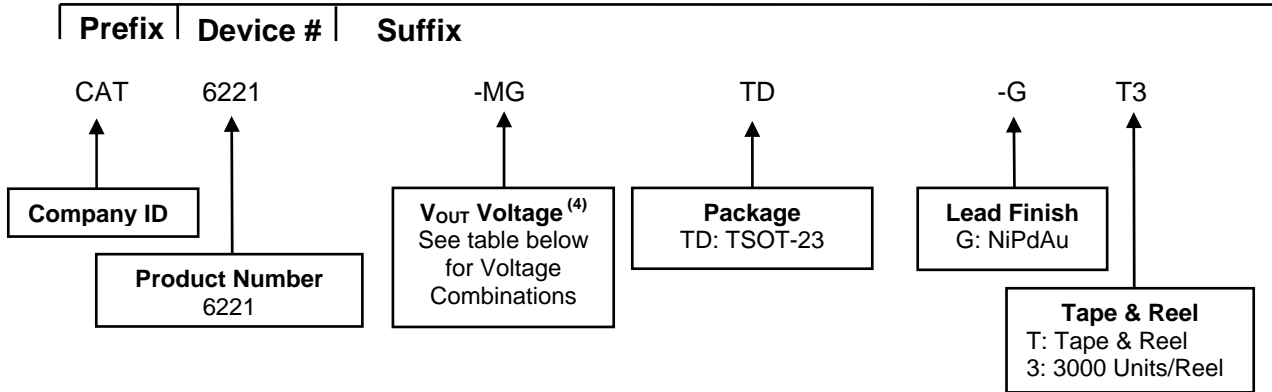 Prefix Device # Suffix
CAT 6221 -MG TD -G T3
Company ID
Product Number
6221
VOUT Voltage (4)
See table below
for Voltage
Combinations
Package
TD: TSOT-23
Lead Finish
G: NiPdAu
Tape & Reel
T: Tape & Reel
3: 3000 Units/Reel